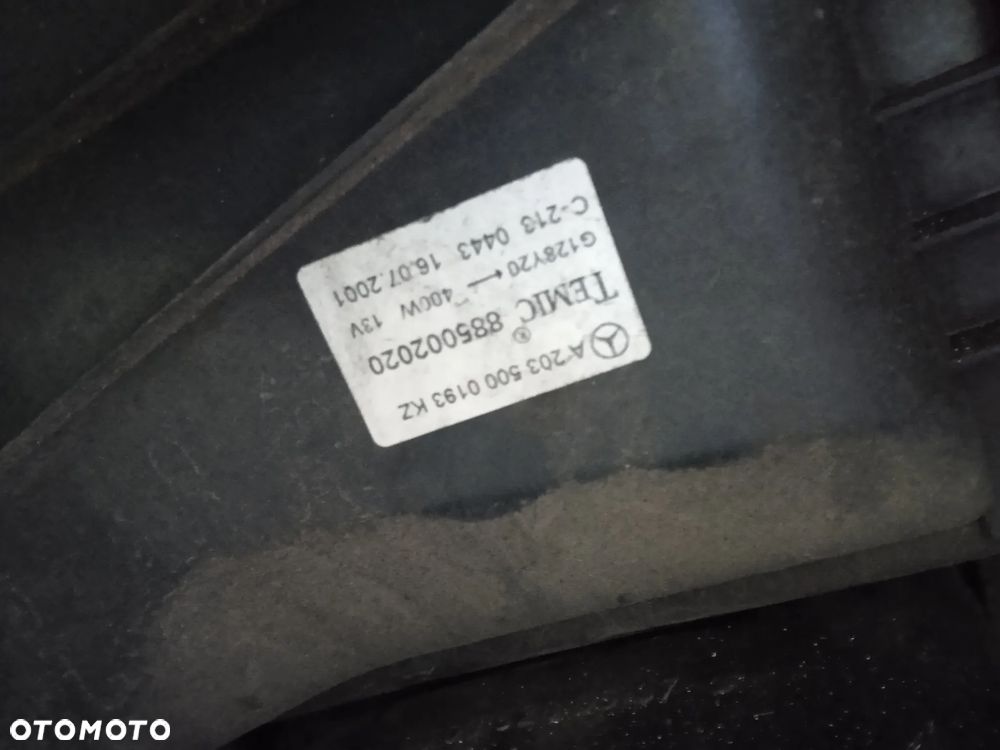 A 203 500 0193 KZ
TEMIC® 885002020
G128Y20 400W 13V
C-213 0443 16.07.2001
OTOMOTO